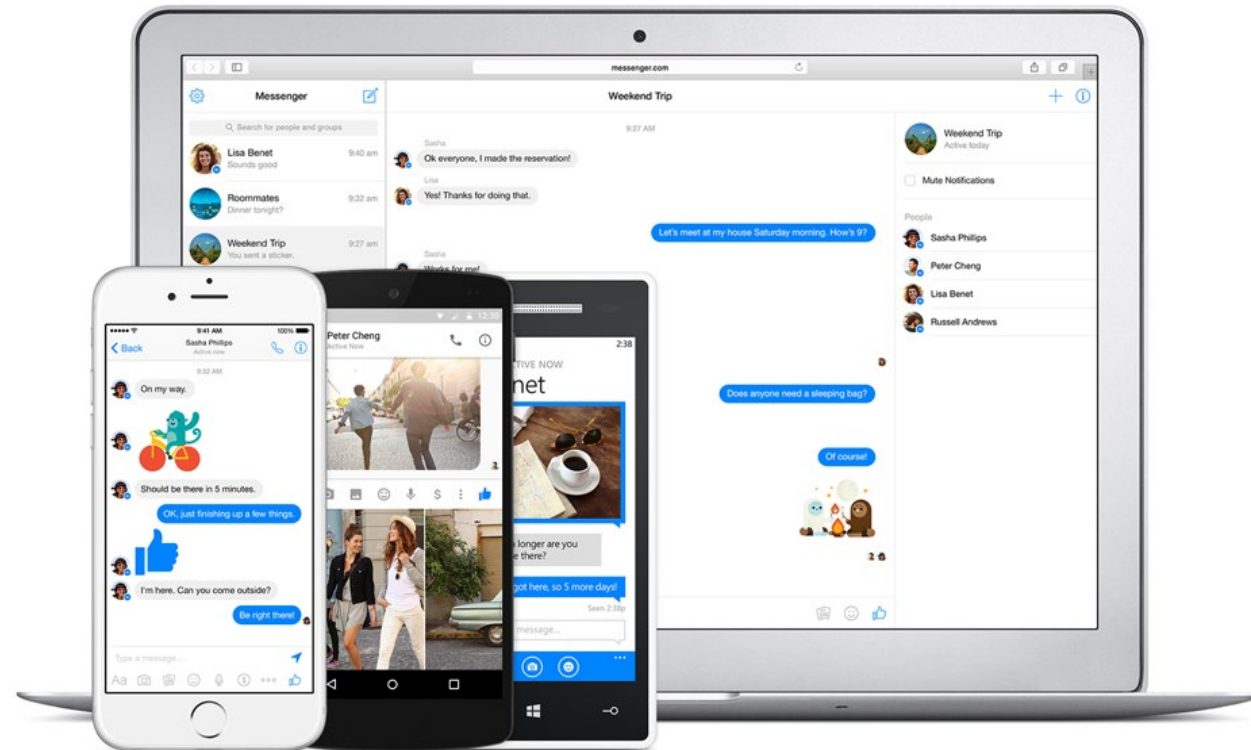 messenger.com
Messenger
Weekend Trip
Search for people and groups
Lisa Benet
9:40 am
Sounds good
Roommates
9:32 am
Dinner tonight?
Weekend Trip
9:27 am
You sent a sticker.
9:27 AM
Sasha
Ok everyone, I made the reservation!
Lisa
Yes! Thanks for doing that.
Let's meet at my house Saturday morning. How's 9?
Sasha
Works for me!
Does anyone need a sleeping bag?
Of course!
Weekend Trip
Active today
Mute Notifications
People
Sasha Phillips
Peter Cheng
Lisa Benet
Russell Andrews
9:41 AM
100%
Back
Sasha Phillips
Active now
9:32 AM
On my way.
Should be there in 5 minutes.
OK, just finishing up a few things.
I'm here. Can you come outside?
Be right there!
Type a message...
Aa
12:30
Peter Cheng
Active Now
$
2:38
TIVE NOW
net
longer are you
there?
got here, so 5 more days!
Seen 2:38p
message...